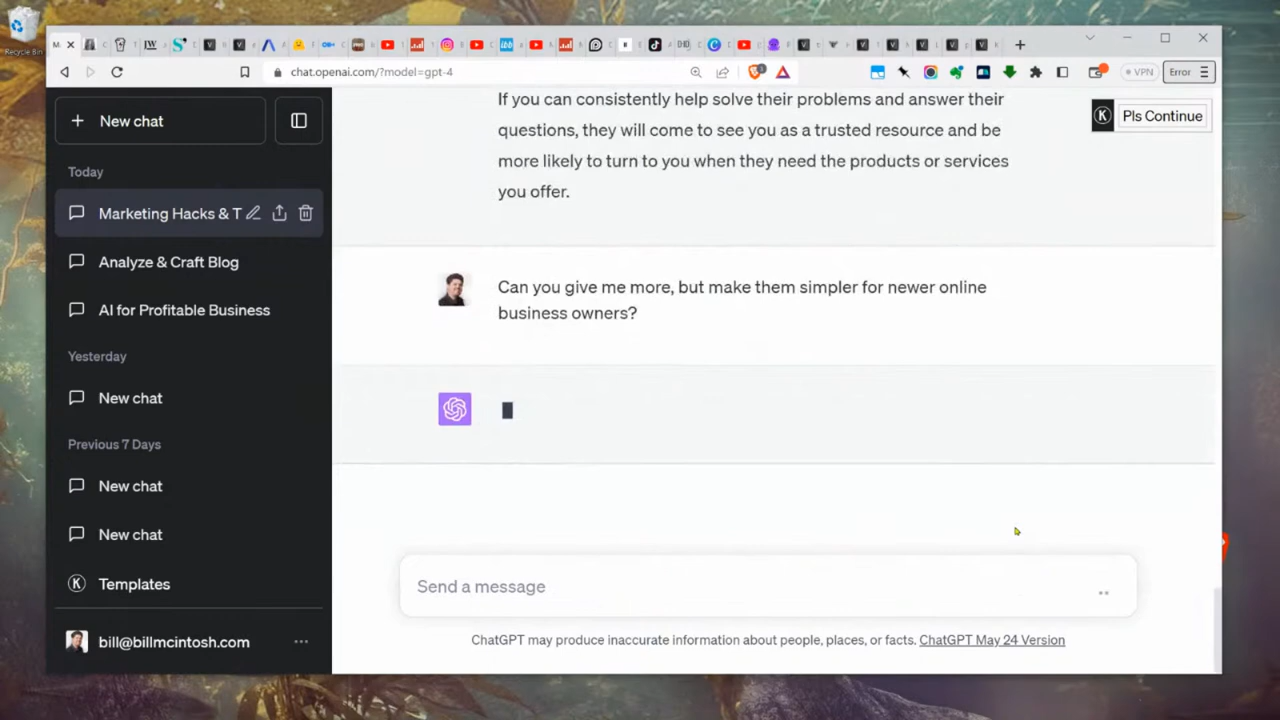 Recycle Bin
chat.openai.com/?model=gpt-4
VPN
Error
New chat
Today
Marketing Hacks & T
Analyze & Craft Blog
AI for Profitable Business
Yesterday
New chat
Previous 7 Days
New chat
New chat
Templates
bill@billmcintosh.com
If you can consistently help solve their problems and answer their
questions, they will come to see you as a trusted resource and be
more likely to turn to you when they need the products or services
you offer.
Pls Continue
Can you give me more, but make them simpler for newer online
business owners?
Send a message
ChatGPT may produce inaccurate information about people, places, or facts. ChatGPT May 24 Version